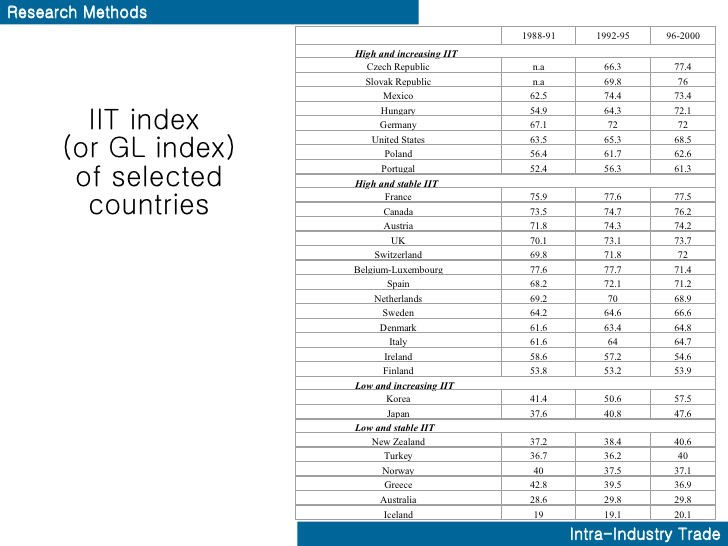 Research Methods
IIT index
(or GL index)
of selected
countries
1988-91 1992-95 96-2000
High and increasing IIT
Czech Republic n.a 66.3 77.4
Slovak Republic n.a 69.8 76
Mexico 62.5 74.4 73.4
Hungary 54.9 64.3 72.1
Germany 67.1 72 72
United States 63.5 65.3 68.5
Poland 56.4 61.7 62.6
Portugal 52.4 56.3 61.3
High and stable IIT
France 75.9 77.6 77.5
Canada 73.5 74.7 76.2
Austria 71.8 74.3 74.2
UK 70.1 73.1 73.7
Switzerland 69.8 71.8 72
Belgium-Luxembourg 77.6 77.7 71.4
Spain 68.2 72.1 71.2
Netherlands 69.2 70 68.9
Sweden 64.2 64.6 66.6
Denmark 61.6 63.4 64.8
Italy 61.6 64 64.7
Ireland 58.6 57.2 54.6
Finland 53.8 53.2 53.9
Low and increasing IIT
Korea 41.4 50.6 57.5
Japan 37.6 40.8 47.6
Low and stable IIT
New Zealand 37.2 38.4 40.6
Turkey 36.7 36.2 40
Norway 40 37.5 37.1
Greece 42.8 39.5 36.9
Australia 28.6 29.8 29.8
Iceland 19 19.1 20.1
Intra-Industry Trade